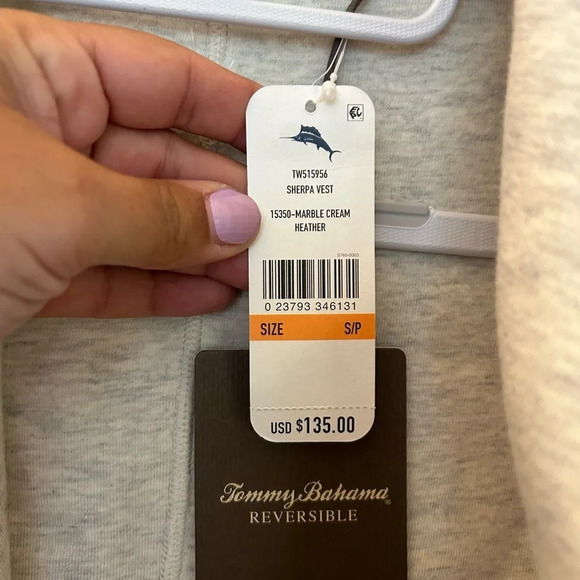 TW515956
SHERPA VEST
15350-MARBLE CREAM
HEATHER
0 23793 346131
SIZE S/P
USD $135.00
Tommy Bahama
REVERSIBLE